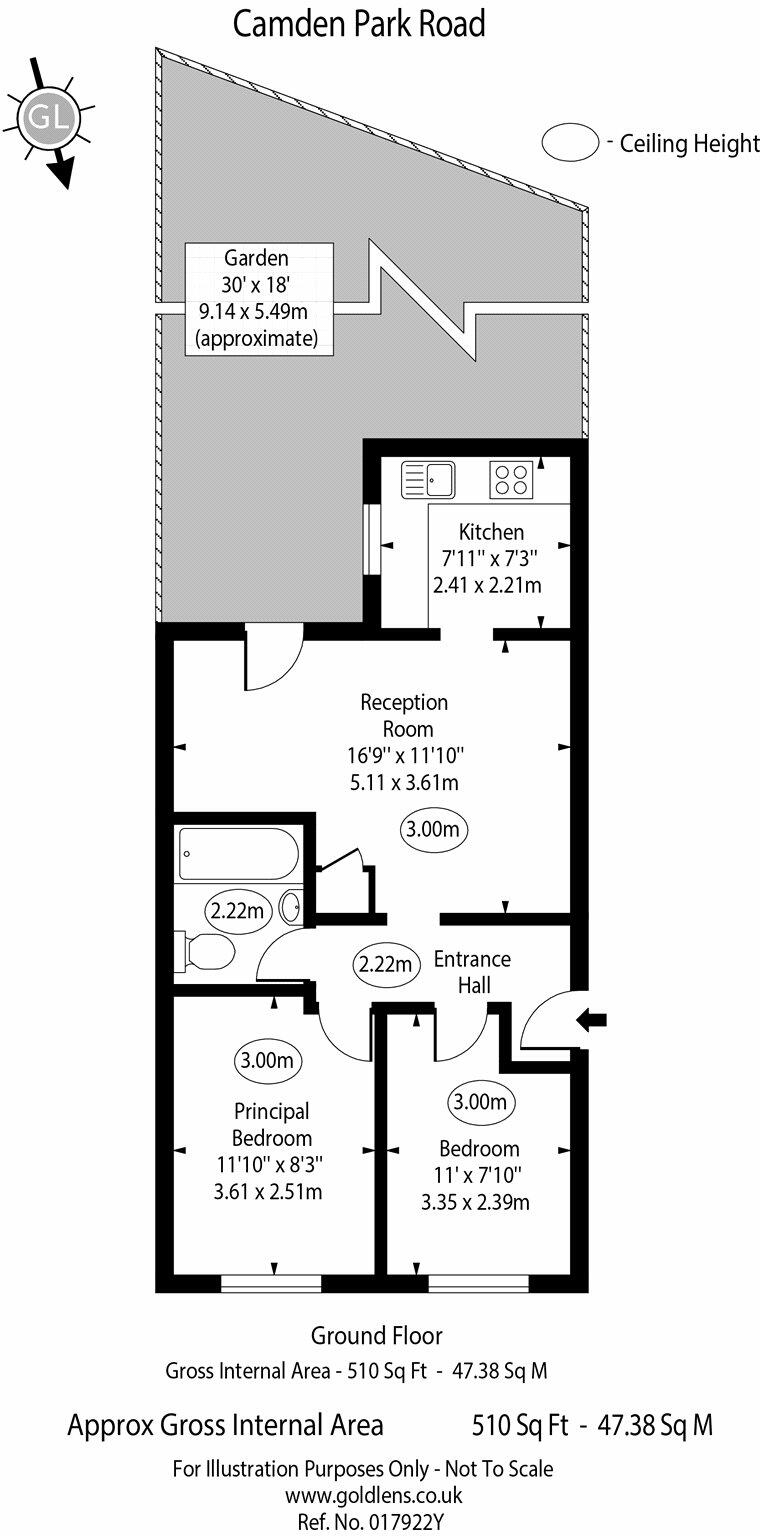 Camden Park Road
GL
- Ceiling Height
Garden
30' x 18'
9.14 x 5.49m
(approximate)
Kitchen
7'11'' x 7'3''
2.41 x 2.21m
Reception
Room
16'9'' x 11'10''
5.11 x 3.61m
3.00m
2.22m
2.22m
Entrance
Hall
3.00m
Principal
Bedroom
11'10'' x 8'3''
3.61 x 2.51m
3.00m
Bedroom
11' x 7'10''
3.35 x 2.39m
Ground Floor
Gross Internal Area - 510 Sq Ft - 47.38 Sq M
Approx Gross Internal Area 510 Sq Ft - 47.38 Sq M
For Illustration Purposes Only - Not To Scale
www.goldlens.co.uk
Ref. No. 017922Y